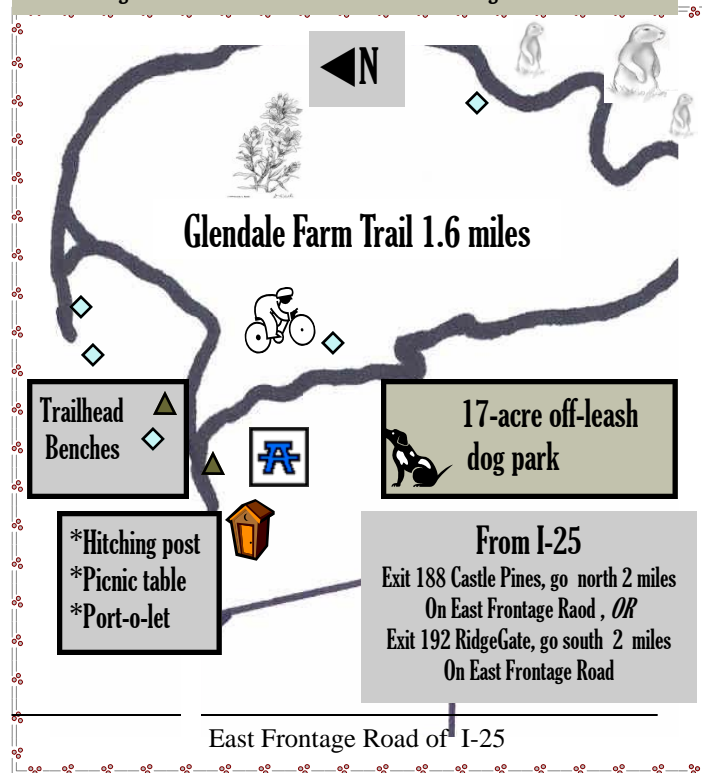 N
Glendale Farm Trail 1.6 miles
Trailhead
Benches
17-acre off-leash
dog park
*Hitching post
*Picnic table
*Port-o-let
From I-25
Exit 188 Castle Pines, go north 2 miles
On East Frontage Raod , OR
Exit 192 RidgeGate, go south 2 miles
On East Frontage Road
East Frontage Road of I-25